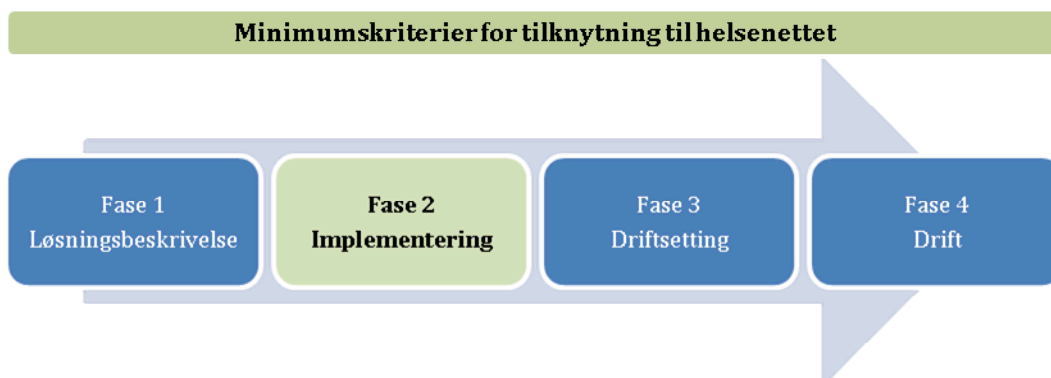 Minimumskriterier for tilknytning til helsenettet
Fase 1
Løsningsbeskrivelse
Fase 2
Implementering
Fase 3
Driftsetting
Fase 4
Drift